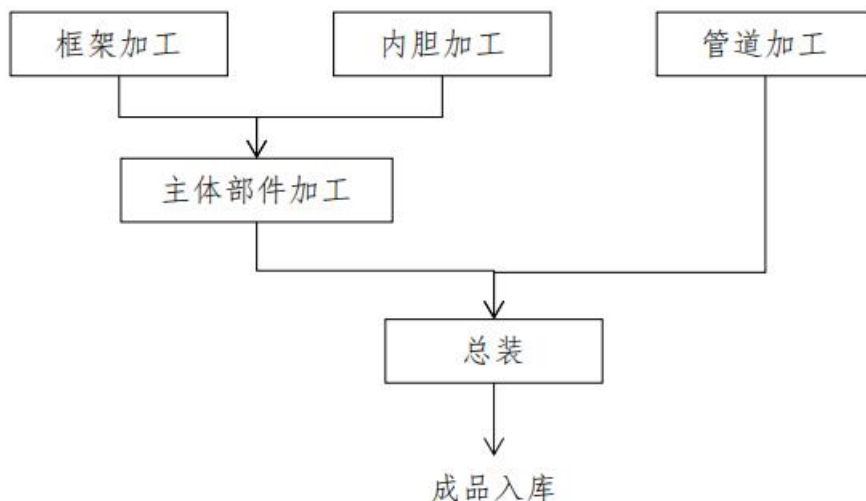 框架加工
内胆加工
管道加工
主体部件加工
总装
成品入库